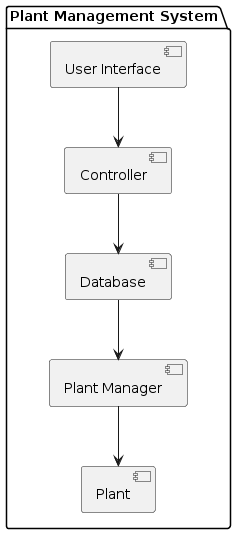 Plant Management System
User Interface
Controller
Database
Plant Manager
Plant